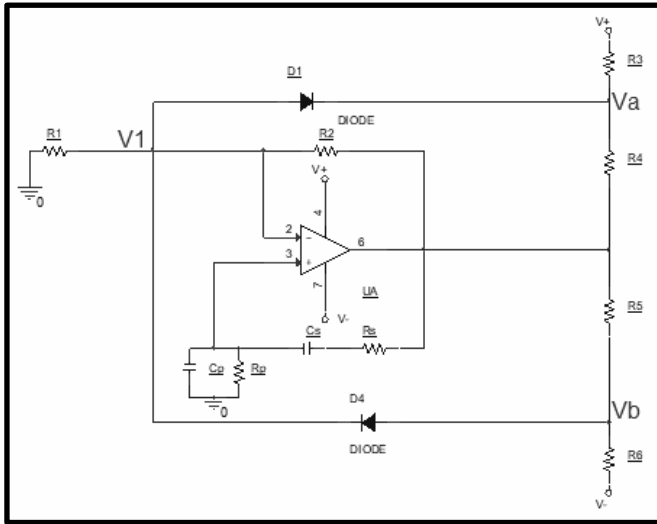 V+
R3
D1
Va
DIODE
R1
V1
R2
R4
V+
0
4
2
−
6
3
+
7
UA
R5
V-
Cs
Rs
Cp
Rp
0
D4
Vb
DIODE
R6
V-